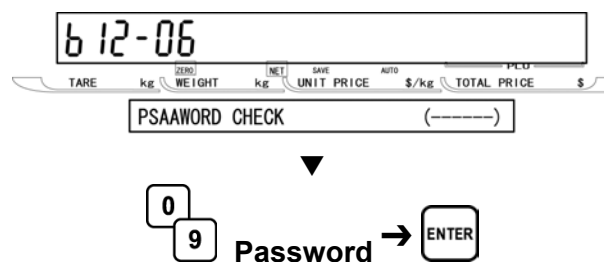 b12-06
ZERO NET SAVE AUTO PLU
TARE kg WEIGHT kg UNIT PRICE $/kg TOTAL PRICE $
PSAAWORD CHECK (------)
0
9 Password ENTER